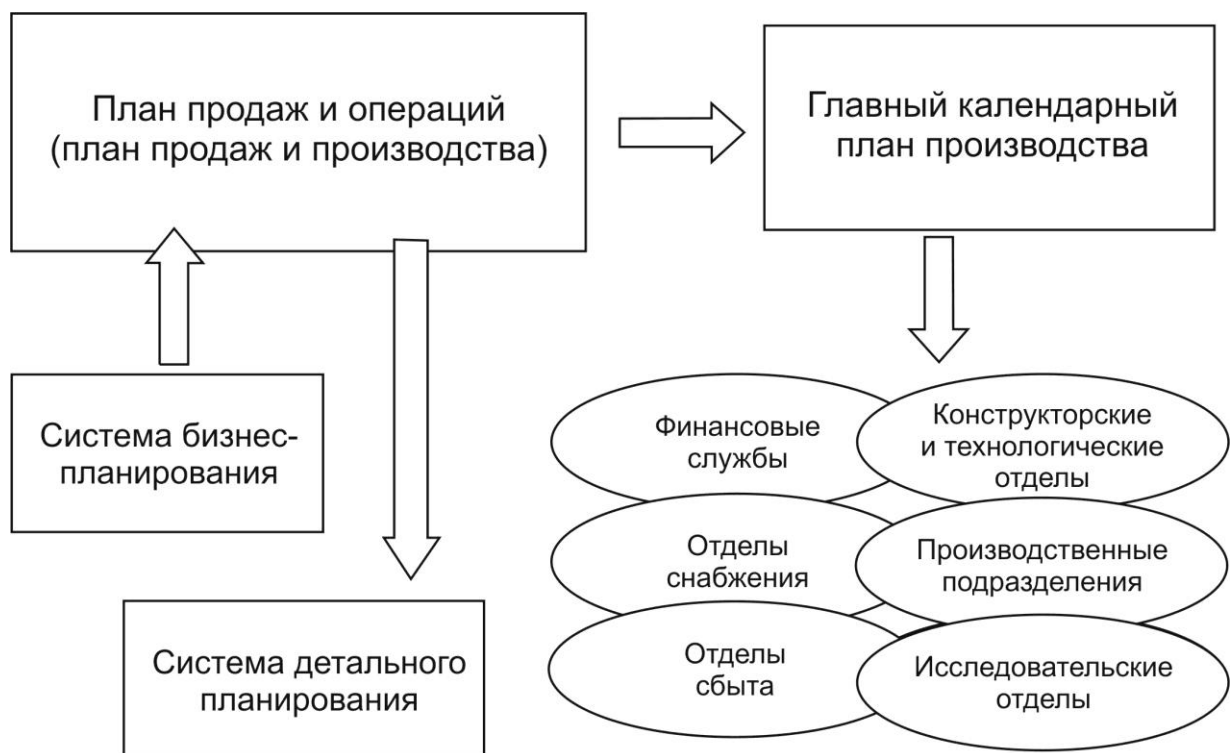 План продаж и операций
(план продаж и производства)
Главный календарный
план производства
Система бизнес-
планирования
Система детального
планирования
Финансовые
службы
Конструкторские
и технологические
отделы
Отделы
снабжения
Производственные
подразделения
Отделы
сбыта
Исследовательские
отделы